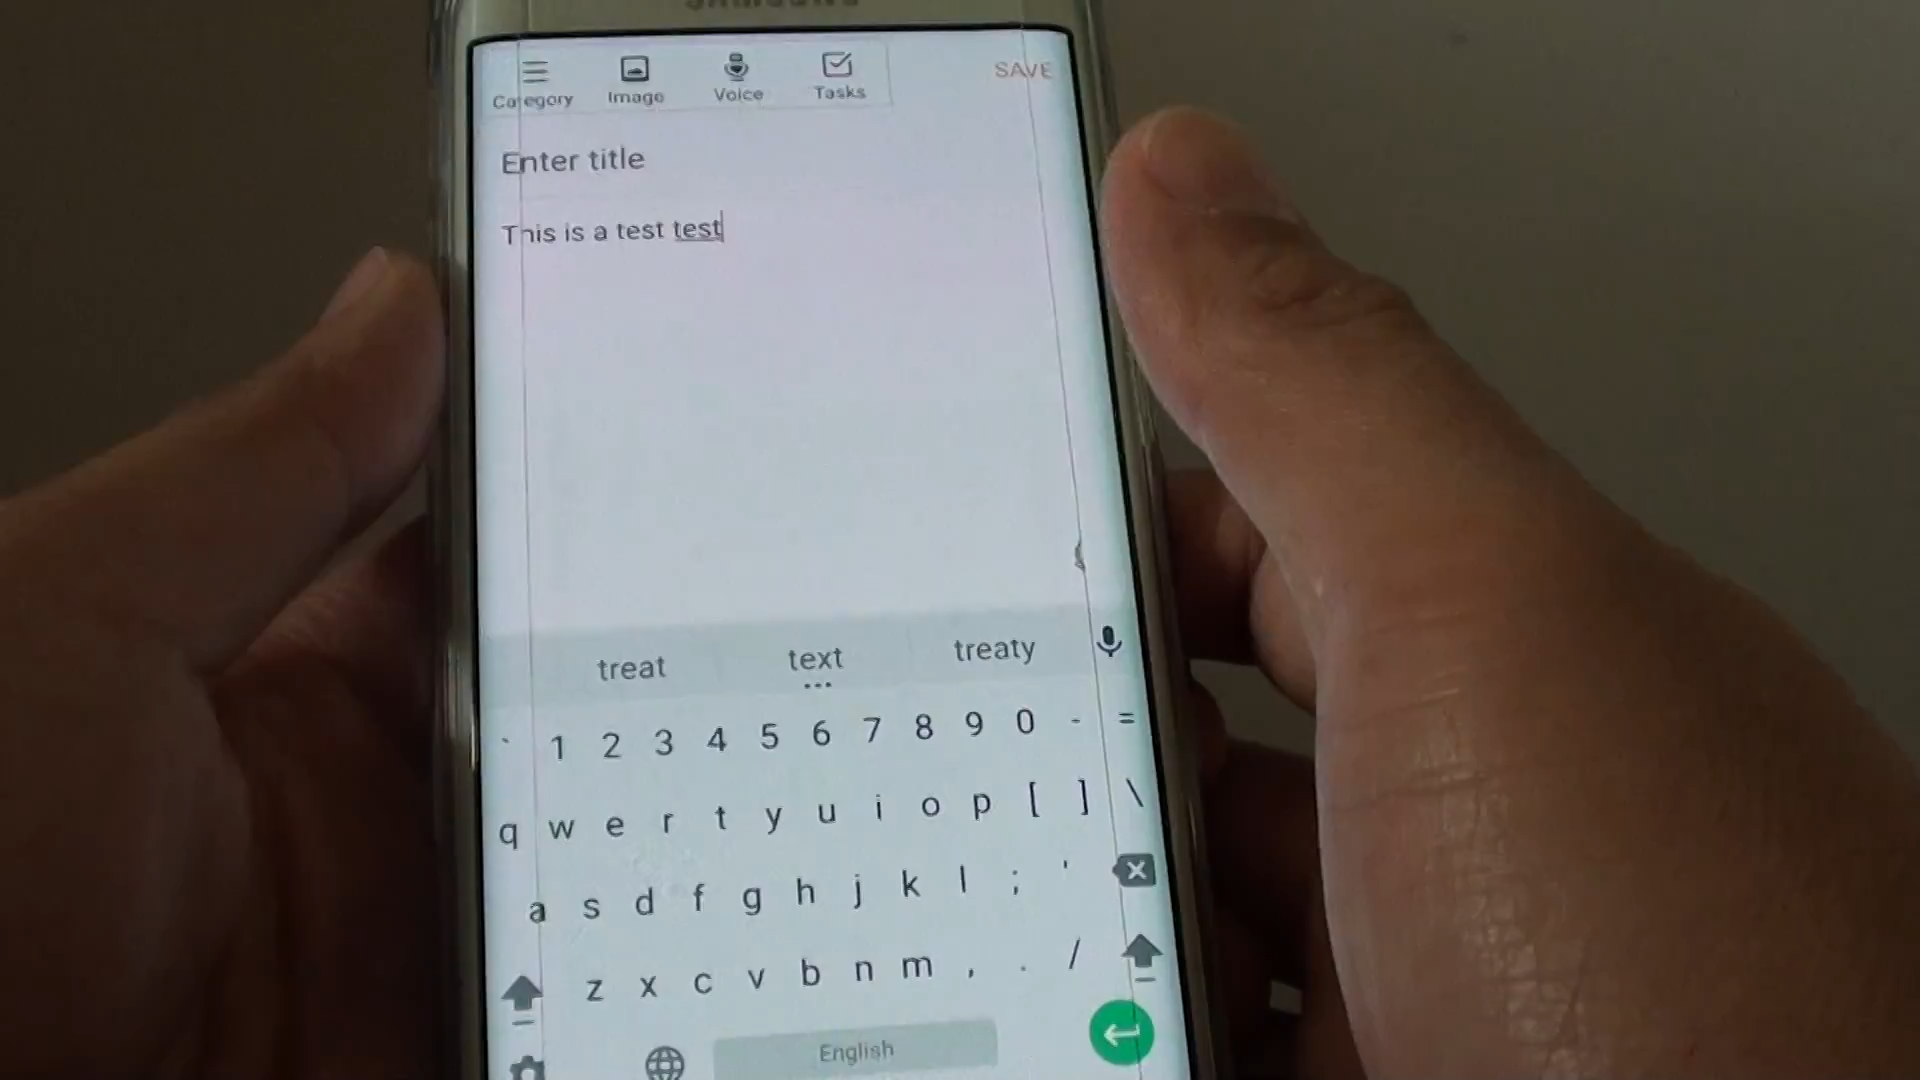 SAMSUNG
Category Image Voice Tasks SAVE
Enter title
This is a test test
treat text treaty
` 1 2 3 4 5 6 7 8 9 0 - =
q w e r t y u i o p [ ] \
a s d f g h j k l ; '
z x c v b n m , . /
English